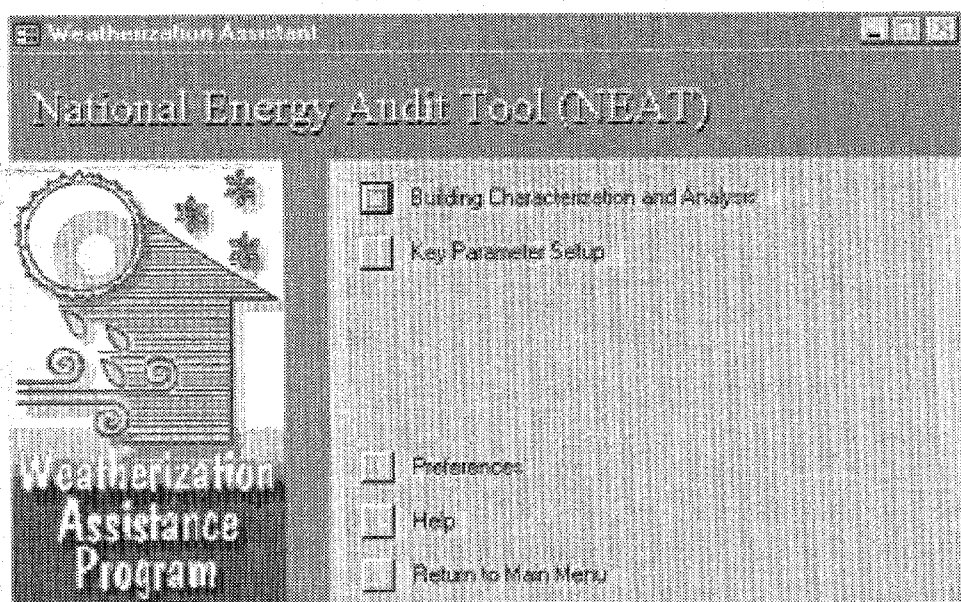 Weatherization Assistant
National Energy Audit Tool (NEAT)
Building Characterization and Analysis
Key Parameter Setup
Preferences
Help
Return to Main Menu
Weatherization
Assistance
Program